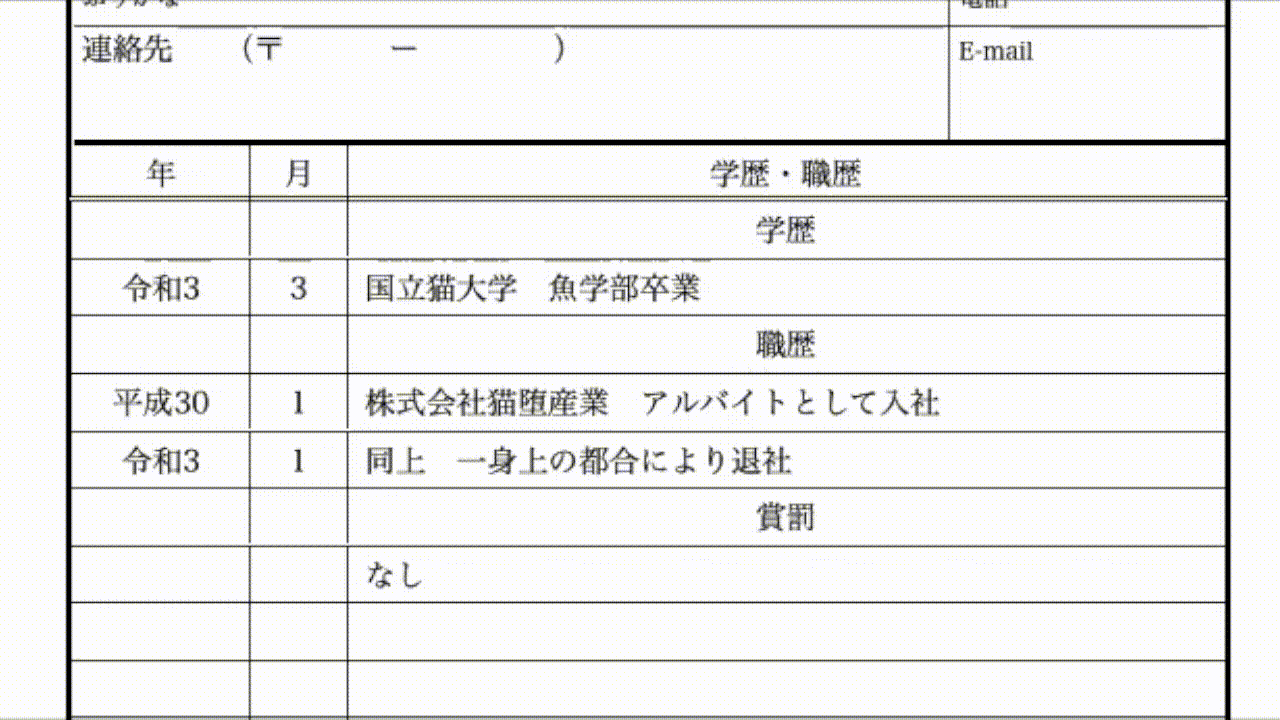 連絡先　（〒　　　ー　　　　）
E-mail
年　月　学歴・職歴
学歴
令和3　3　国立猫大学　魚学部卒業
職歴
平成30　1　株式会社猫堕産業　アルバイトとして入社
令和3　1　同上　一身上の都合により退社
賞罰
なし